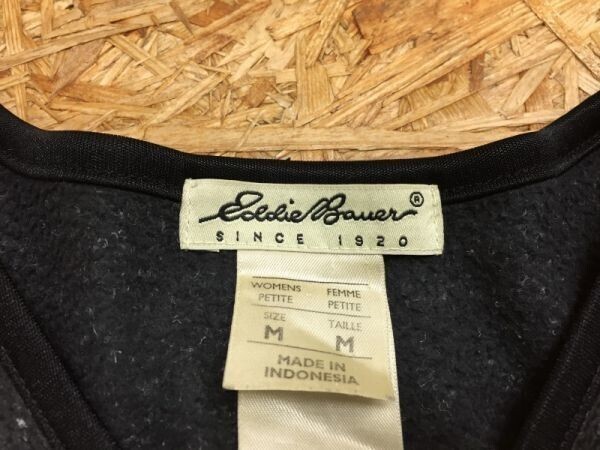 Eddie Bauer®
SINCE 1920
WOMENS FEMME
PETITE PETITE
SIZE TAILLE
M M
MADE IN
INDONESIA